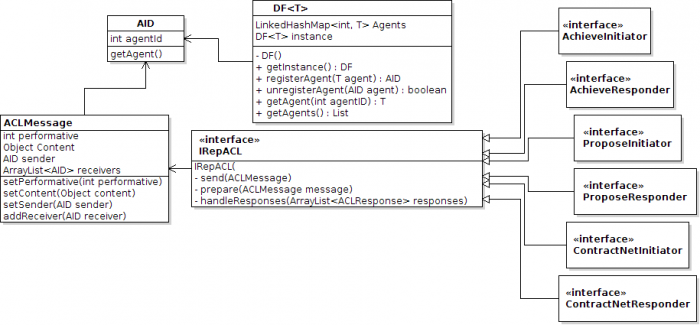 AID
int agentId
getAgent()
DF<T>
LinkedHashMap<int, T> Agents
DF<T> instance
- DF()
+ getInstance() : DF
+ registerAgent(T agent) : AID
+ unregisterAgent(AID agent) : boolean
+ getAgent(int agentID) : T
+ getAgents() : List
ACLMessage
int performative
Object Content
AID sender
ArrayList<AID> receivers
setPerformative(int performative)
setContent(Object content)
setSender(AID sender)
addReceiver(AID receiver)
«interface»
IRepACL
IRepACL(
- send(ACLMessage)
- prepare(ACLMessage message)
- handleResponses(ArrayList<ACLResponse> responses)
«interface»
AchieveInitiator
«interface»
AchieveResponder
«interface»
ProposeInitiator
«interface»
ProposeResponder
«interface»
ContractNetInitiator
«interface»
ContractNetResponder